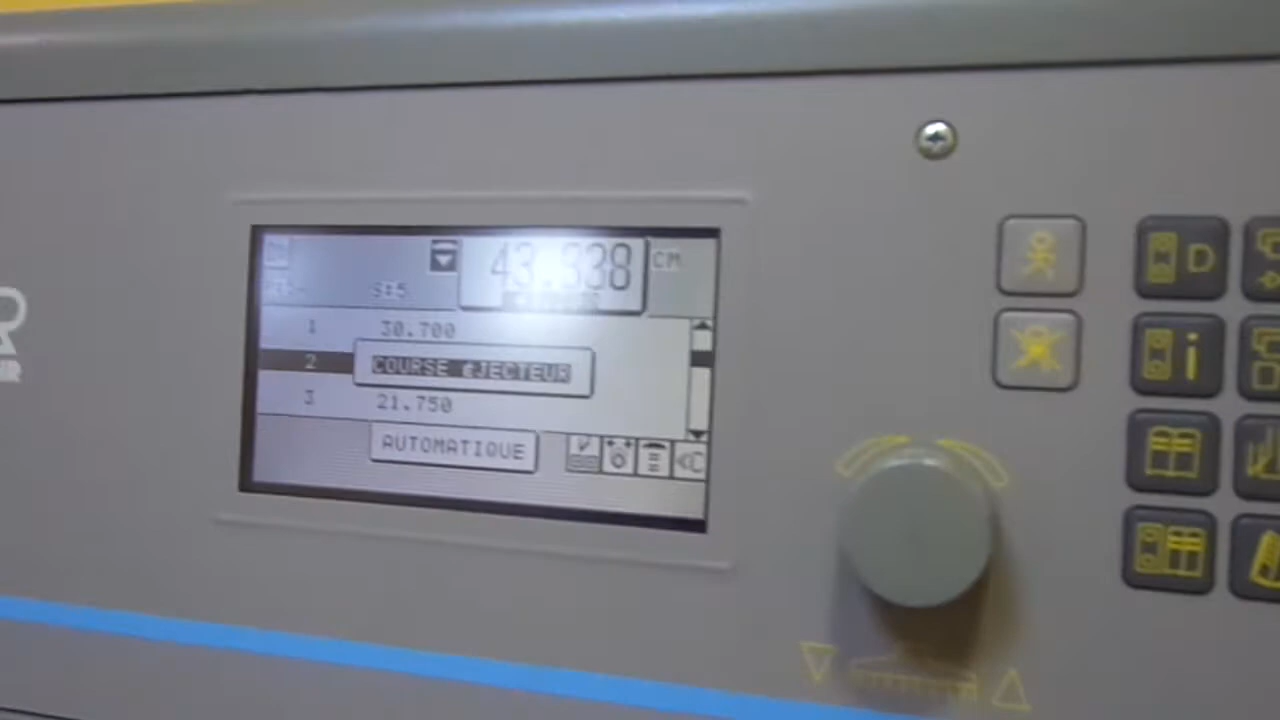 43.338 CM
S:5
1 30.700
2 COURSE éJECTEUR
3 21.750
AUTOMATIQUE
D
i